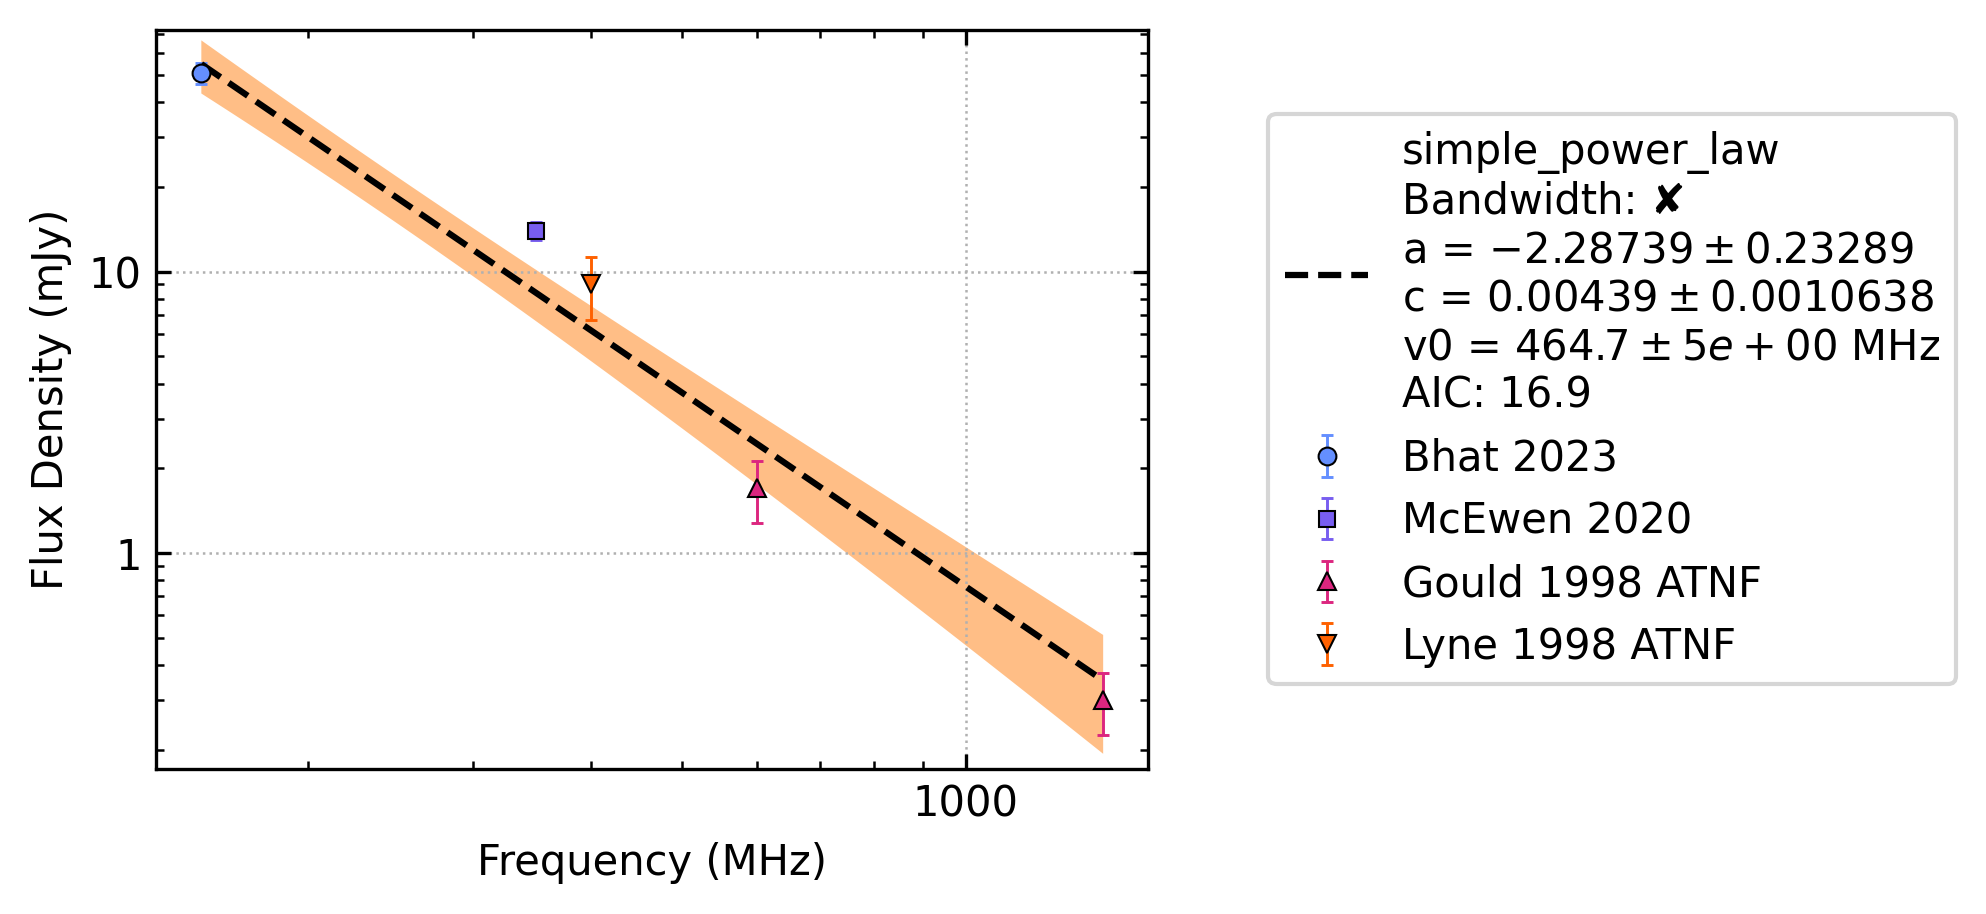 Flux Density (mJy)
10
1
1000
Frequency (MHz)
simple_power_law
Bandwidth: ✘
a = −2.28739 ± 0.23289
c = 0.00439 ± 0.0010638
v0 = 464.7 ± 5e + 00 MHz
AIC: 16.9
Bhat 2023
McEwen 2020
Gould 1998 ATNF
Lyne 1998 ATNF